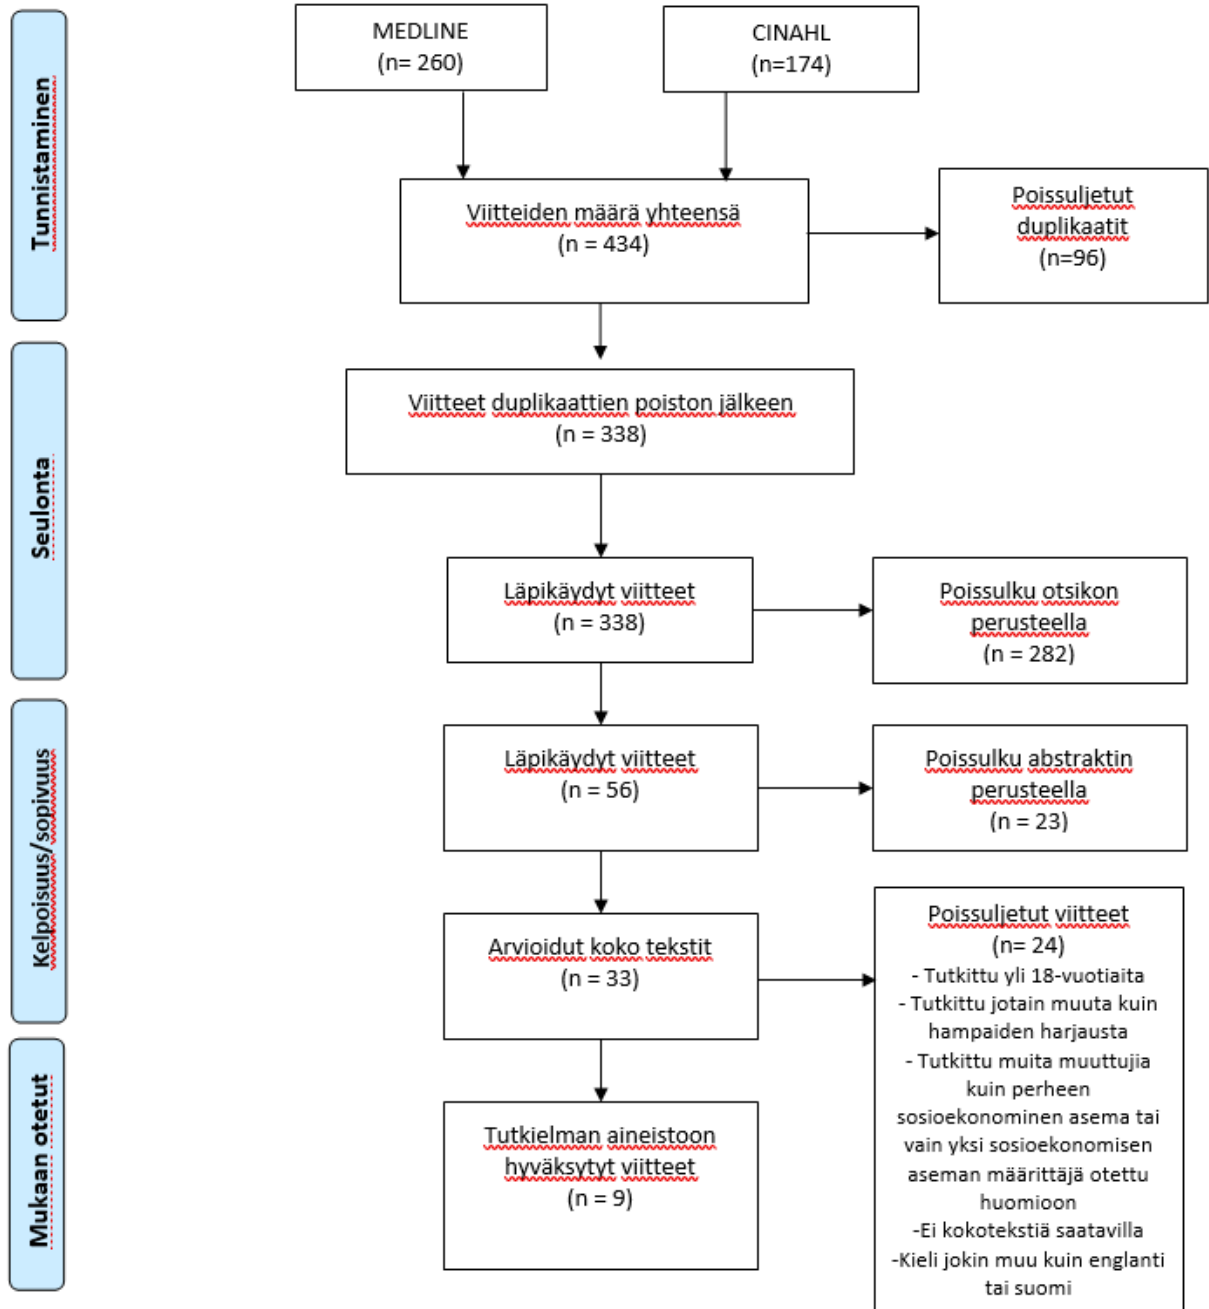 Tunnistaminen
MEDLINE
(n= 260)
CINAHL
(n=174)
Viitteiden määrä yhteensä
(n = 434)
Poissuljetut
duplikaatit
(n=96)
Seulonta
Viitteet duplikaattien poiston jälkeen
(n = 338)
Läpikäydyt viitteet
(n = 338)
Poissulku otsikon
perusteella
(n = 282)
Kelpoisuus/sopivuus
Läpikäydyt viitteet
(n = 56)
Poissulku abstraktin
perusteella
(n = 23)
Arvioidut koko tekstit
(n = 33)
Poissuljetut viitteet
(n= 24)
- Tutkittu yli 18-vuotiaita
- Tutkittu jotain muuta kuin
hampaiden harjausta
- Tutkittu muita muuttujia
kuin perheen
sosioekonominen asema tai
vain yksi sosioekonomisen
aseman määrittäjä otettu
huomioon
-Ei kokotekstiä saatavilla
-Kieli jokin muu kuin englanti
tai suomi
Mukaan otetut
Tutkielman aineistoon
hyväksytyt viitteet
(n = 9)